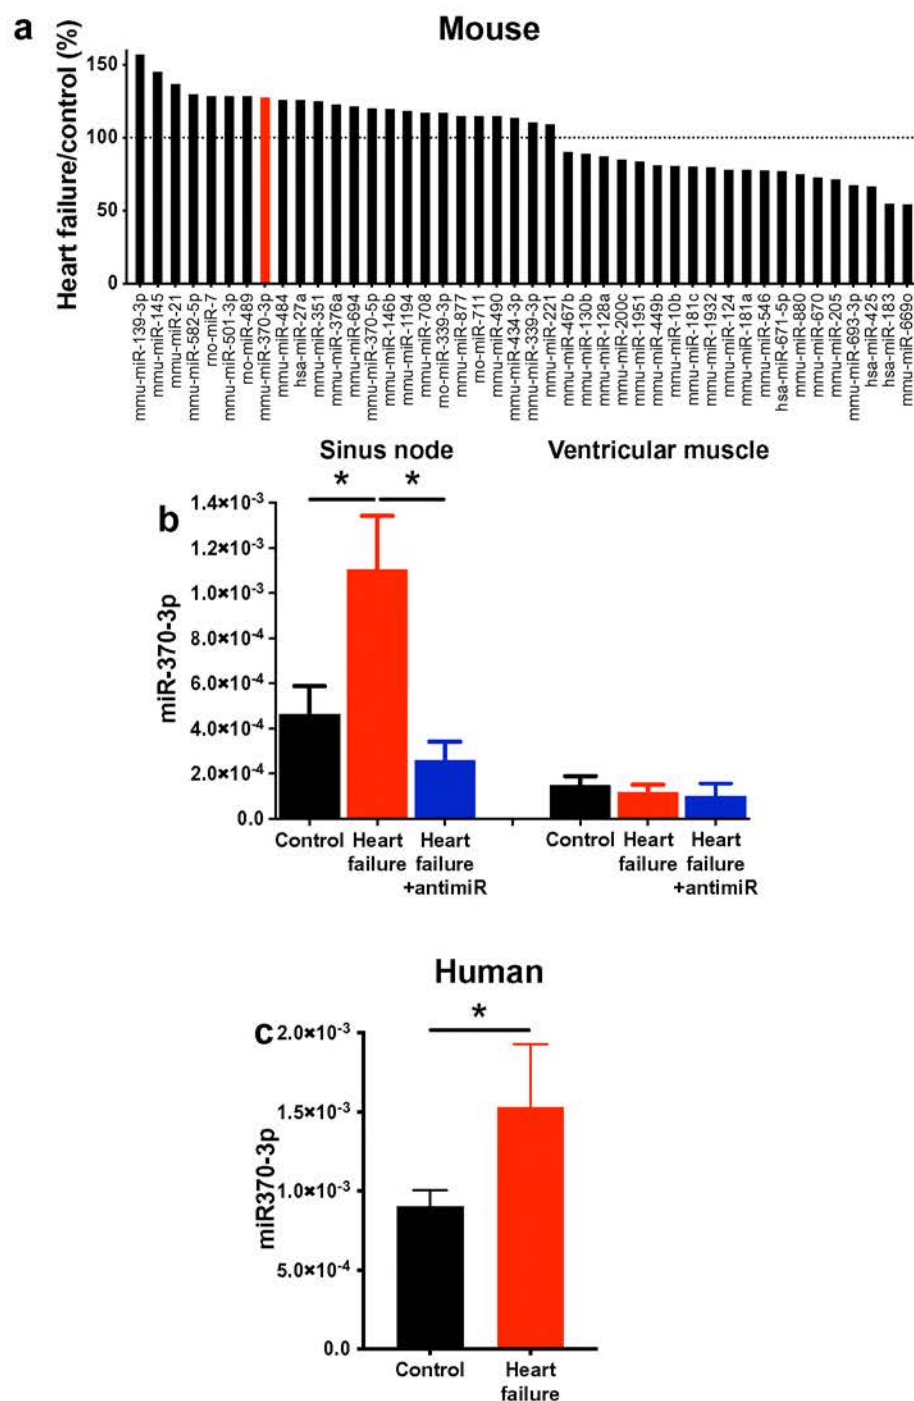 a
Mouse
Heart failure/control (%)
150
100
50
0
mmu-miR-139-3p
mmu-miR-145
mmu-miR-21
mmu-miR-582-5p
rno-miR-7
mmu-miR-501-3p
rno-miR-489
mmu-miR-370-3p
mmu-miR-484
hsa-miR-27a
mmu-miR-351
mmu-miR-376a
mmu-miR-694
mmu-miR-370-5p
mmu-miR-146b
mmu-miR-1194
mmu-miR-708
rno-miR-339-3p
mmu-miR-877
rno-miR-711
mmu-miR-490
mmu-miR-434-3p
mmu-miR-339-3p
mmu-miR-221
mmu-miR-467b
mmu-miR-130b
mmu-miR-128a
mmu-miR-200c
mmu-miR-1951
mmu-miR-449b
mmu-miR-10b
mmu-miR-181c
mmu-miR-1932
mmu-miR-124
mmu-miR-181a
mmu-miR-546
hsa-miR-671-5p
mmu-miR-880
mmu-miR-670
mmu-miR-205
mmu-miR-693-3p
hsa-miR-425
hsa-miR-183
mmu-miR-669o
Sinus node Ventricular muscle
* *
b
miR-370-3p
1.4×10⁻³
1.2×10⁻³
1.0×10⁻³
8.0×10⁻⁴
6.0×10⁻⁴
4.0×10⁻⁴
2.0×10⁻⁴
0.0
Control Heart Heart Control Heart Heart
failure failure failure failure
+antimiR +antimiR
Human
c
*
miR370-3p
2.0×10⁻³
1.5×10⁻³
1.0×10⁻³
5.0×10⁻⁴
0.0
Control Heart
failure